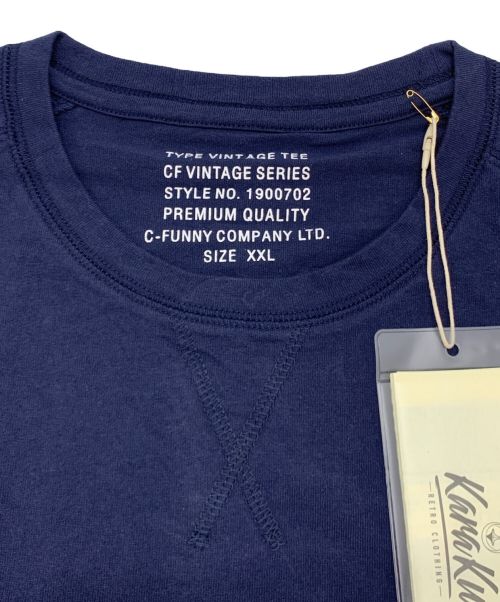 TYPE VINTAGE TEE
CF VINTAGE SERIES
STYLE NO. 1900702
PREMIUM QUALITY
C-FUNNY COMPANY LTD.
SIZE XXL
RETRO CLOTHING